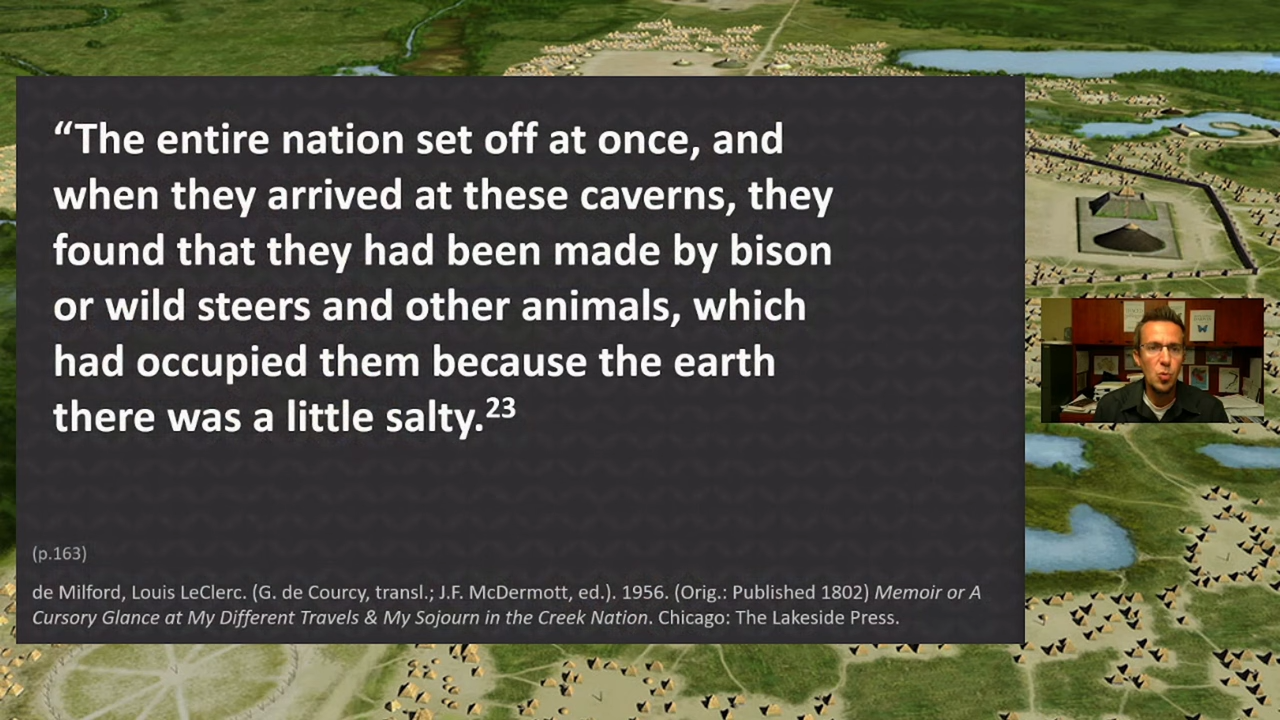 “The entire nation set off at once, and
when they arrived at these caverns, they
found that they had been made by bison
or wild steers and other animals, which
had occupied them because the earth
there was a little salty.²³
(p.163)
de Milford, Louis LeClerc. (G. de Courcy, transl.; J.F. McDermott, ed.). 1956. (Orig.: Published 1802) Memoir or A
Cursory Glance at My Different Travels & My Sojourn in the Creek Nation. Chicago: The Lakeside Press.